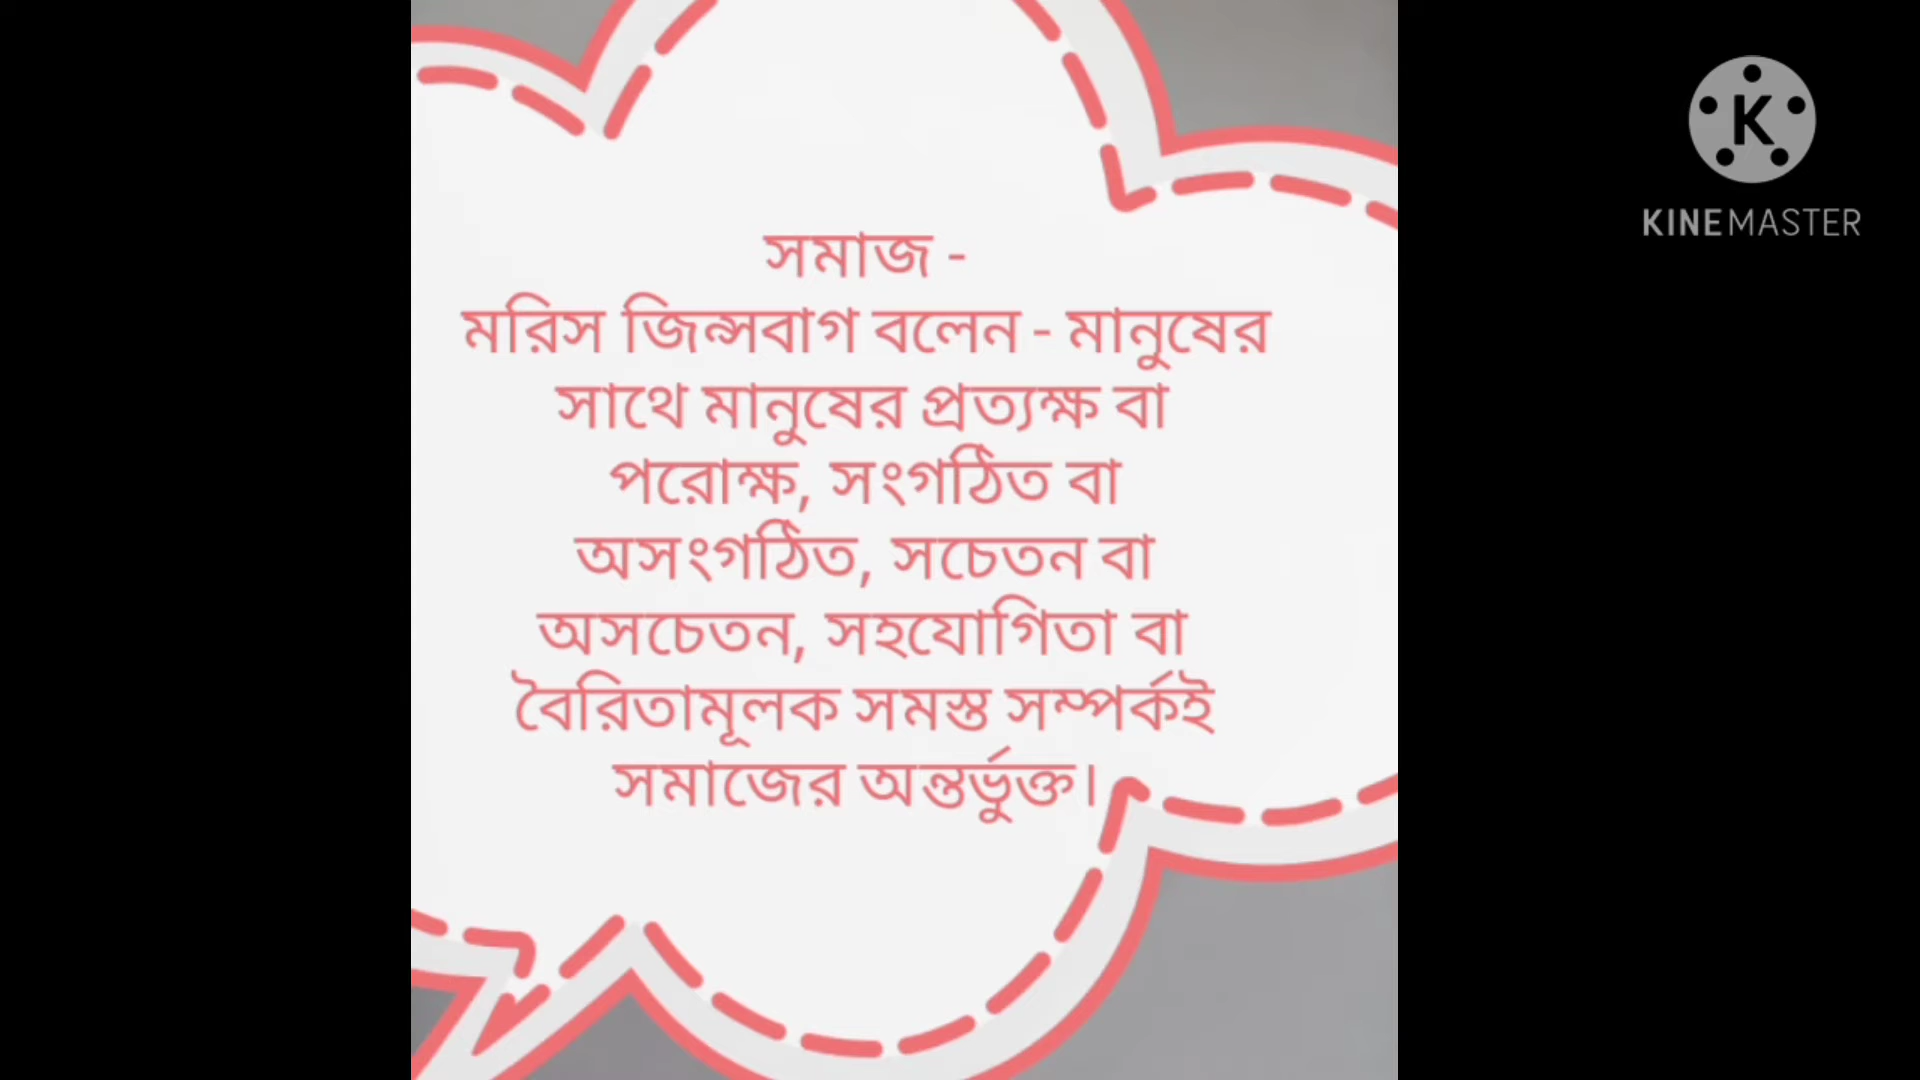 সমাজ -
মরিস জিন্সবাগ বলেন - মানুষের
সাথে মানুষের প্রত্যক্ষ বা
পরোক্ষ, সংগঠিত বা
অসংগঠিত, সচেতন বা
অসচেতন, সহযোগিতা বা
বৈরিতামূলক সমস্ত সম্পর্কই
সমাজের অন্তর্ভুক্ত।
K
KINEMASTER